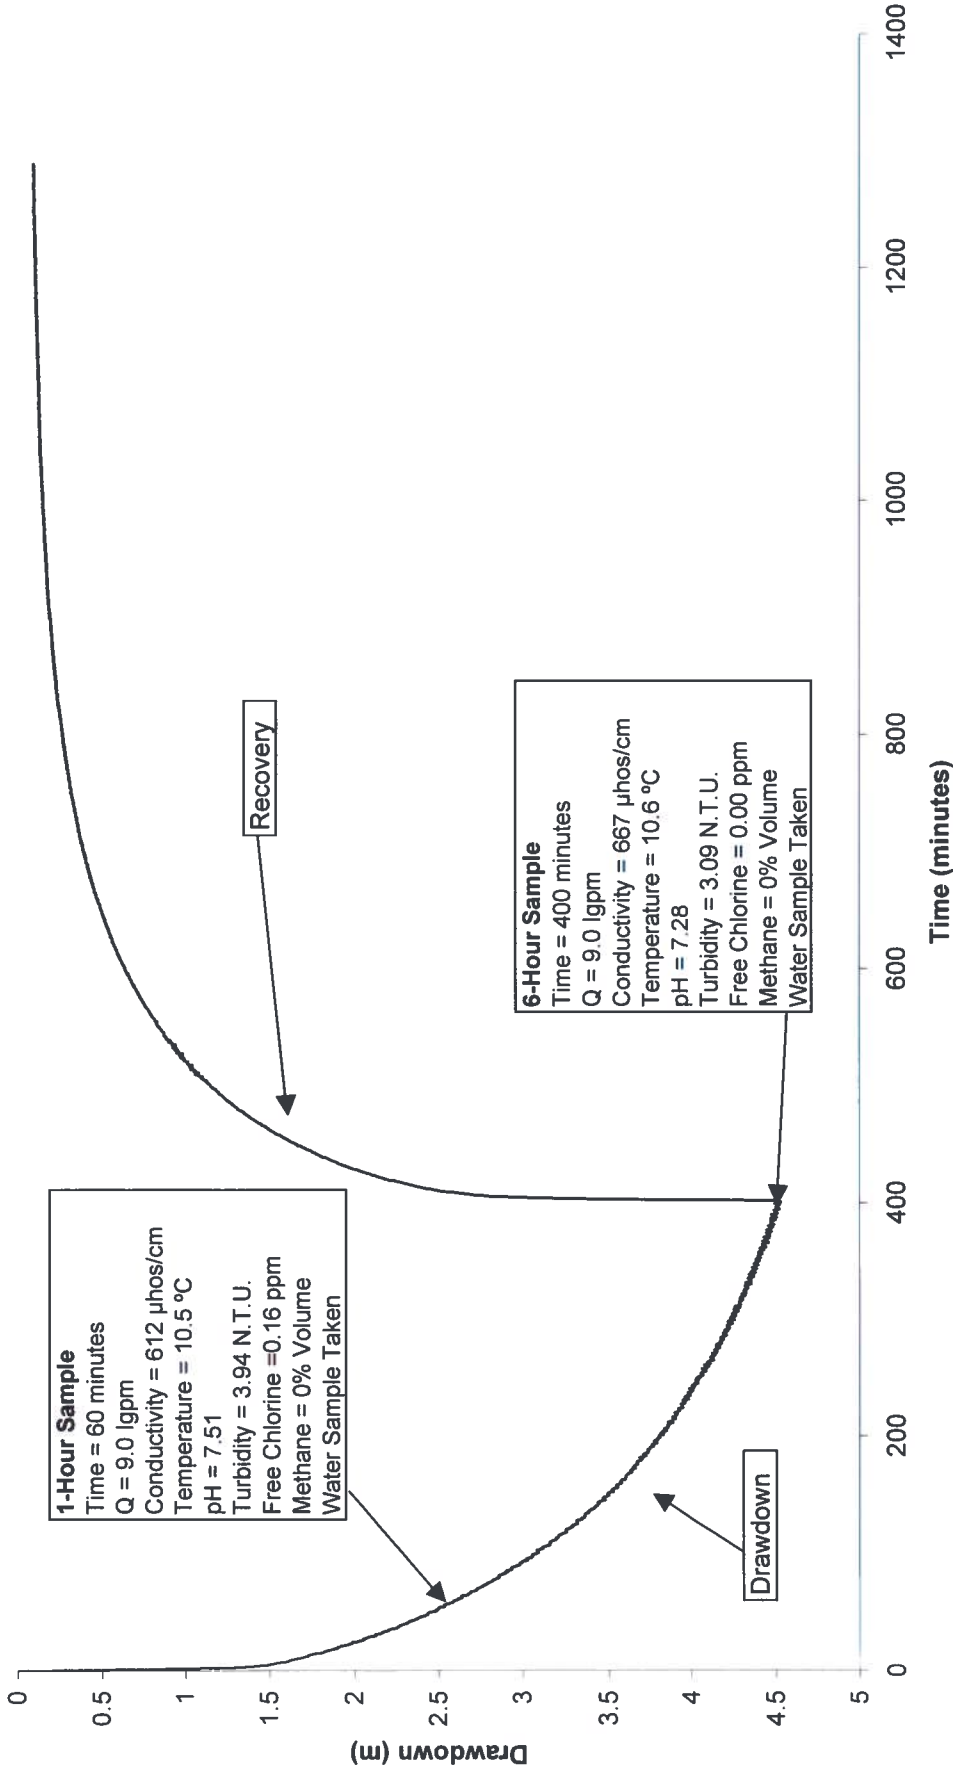 0
0.5
1
1.5
2
2.5
3
3.5
4
4.5
5
Drawdown (m)
1-Hour Sample
Time = 60 minutes
Q = 9.0 Igpm
Conductivity = 612 µhos/cm
Temperature = 10.5 ºC
pH = 7.51
Turbidity = 3.94 N.T.U.
Free Chlorine =0.16 ppm
Methane = 0% Volume
Water Sample Taken
Recovery
6-Hour Sample
Time = 400 minutes
Q = 9.0 Igpm
Conductivity = 667 µhos/cm
Temperature = 10.6 ºC
pH = 7.28
Turbidity = 3.09 N.T.U.
Free Chlorine = 0.00 ppm
Methane = 0% Volume
Water Sample Taken
Drawdown
0
200
400
600
800
1000
1200
1400
Time (minutes)